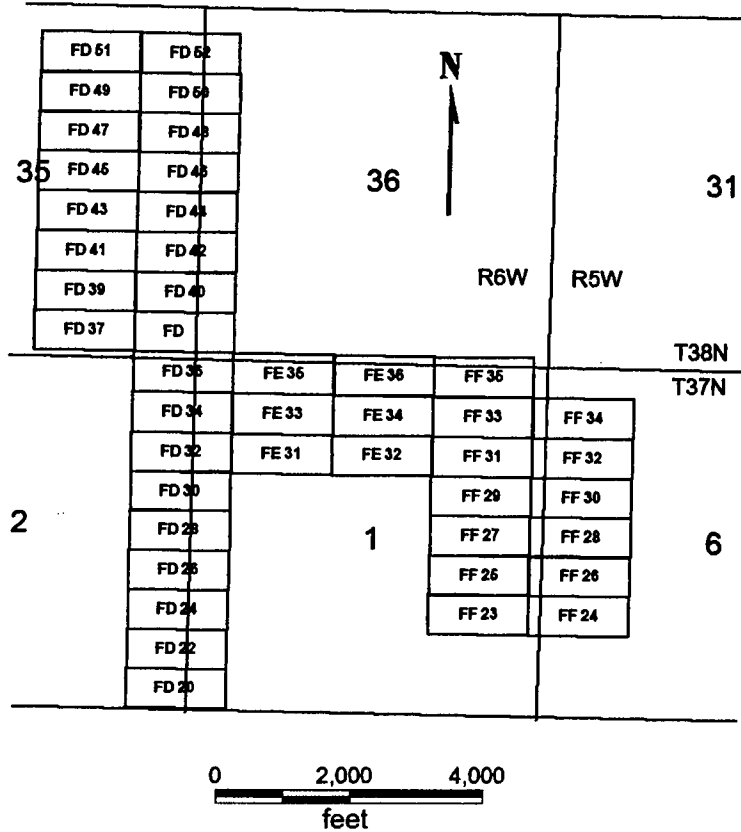 FD 51 FD 52
N
FD 49 FD 50
FD 47 FD 48
35 FD 45 FD 46 36 31
FD 43 FD 44
FD 41 FD 42
R6W R5W
FD 39 FD 40
FD 37 FD
T38N
FD 36 FE 35 FE 36 FF 35
T37N
FD 34 FE 33 FE 34 FF 33 FF 34
FD 32 FE 31 FE 32 FF 31 FF 32
FD 30 FF 29 FF 30
2 FD 28 1 FF 27 FF 28 6
FD 26 FF 25 FF 26
FD 24 FF 23 FF 24
FD 22
FD 20
0 2,000 4,000
feet